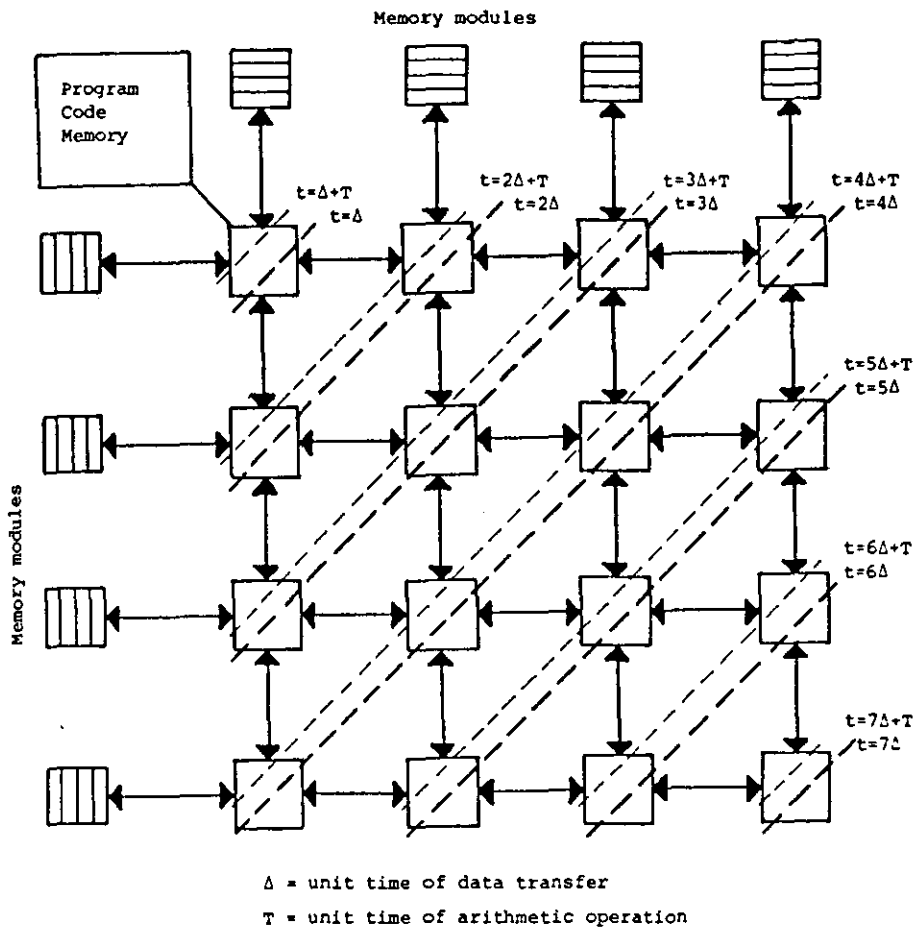 Memory modules
Program
Code
Memory
t=Δ+T
t=Δ
t=2Δ+T
t=2Δ
t=3Δ+T
t=3Δ
t=4Δ+T
t=4Δ
t=5Δ+T
t=5Δ
Memory modules
t=6Δ+T
t=6Δ
t=7Δ+T
t=7Δ
Δ = unit time of data transfer
T = unit time of arithmetic operation